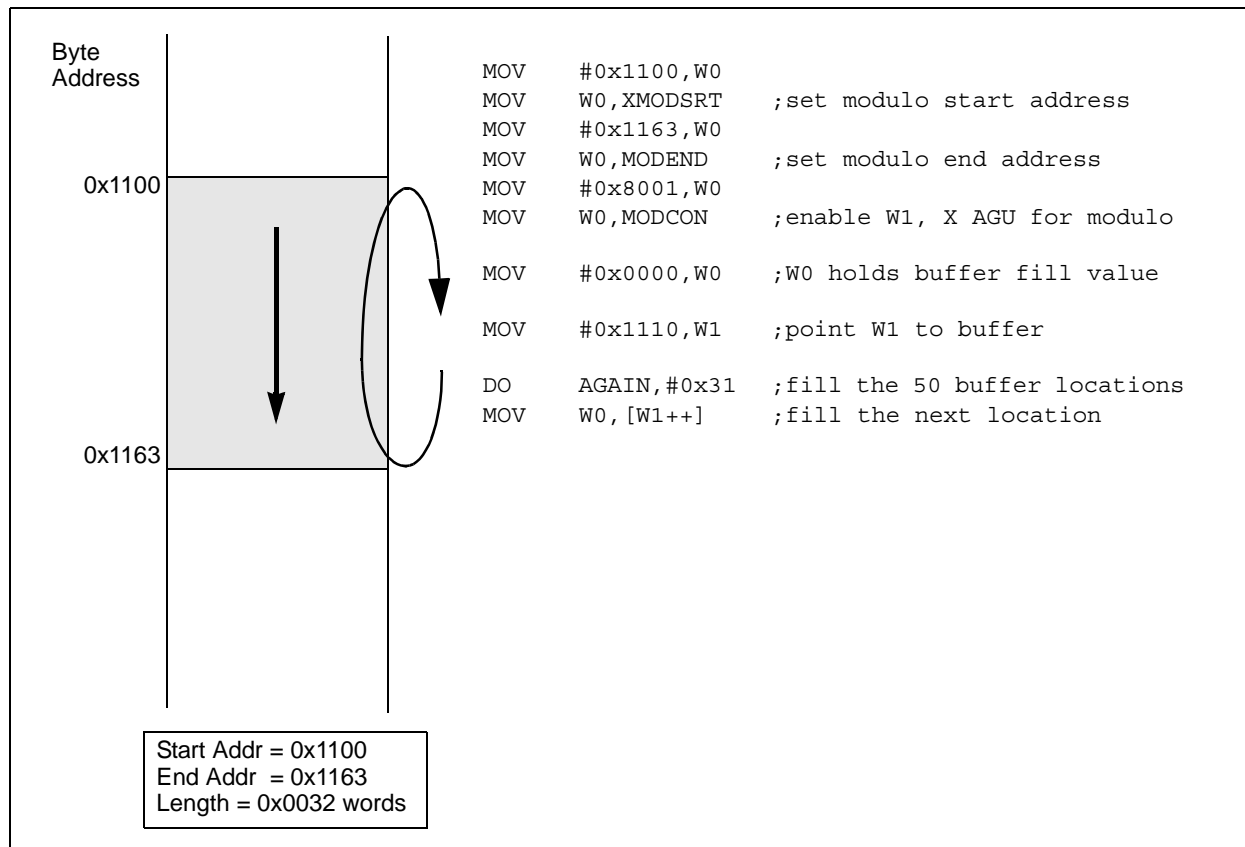 Byte
Address
0x1100
0x1163
MOV #0x1100,W0
MOV W0,XMODSRT ;set modulo start address
MOV #0x1163,W0
MOV W0,MODEND ;set modulo end address
MOV #0x8001,W0
MOV W0,MODCON ;enable W1, X AGU for modulo
MOV #0x0000,W0 ;W0 holds buffer fill value
MOV #0x1110,W1 ;point W1 to buffer
DO AGAIN,#0x31 ;fill the 50 buffer locations
MOV W0,[W1++] ;fill the next location
Start Addr = 0x1100
End Addr = 0x1163
Length = 0x0032 words